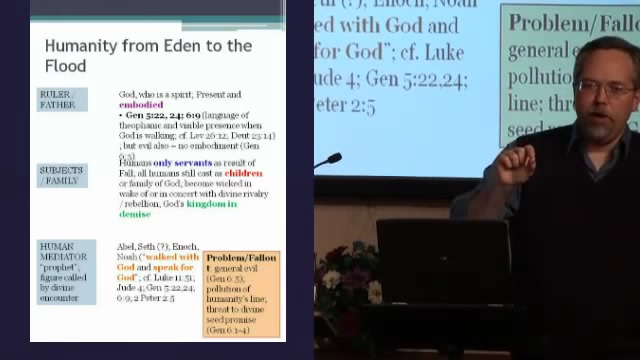 Humanity from Eden to the
Flood
RULER /
FATHER
God, who is a spirit; Present and
embodied
• Gen 5:22, 24; 6:9 (language of
theophanic and visible presence when
God is walking; cf. Lev 26:12, Deut 23:14)
; but evil also = no embodiment (Gen
6:3)
SUBJECTS
/ FAMILY
Humans only servants as result of
Fall, all humans still cast as children
or family of God; become wicked in
wake of or in concert with divine rivalry
/ rebellion; God's kingdom in
demise
HUMAN
MEDIATOR
"prophet",
figure called
by divine
encounter
Abel, Seth (?); Enoch,
Noah ("walked with
God and speak for
God", cf. Luke 11:51,
Jude 4; Gen 5:22,24;
6:9, 2 Peter 2:5
Problem/Fallou
t: general evil
(Gen 6:5),
pollution of
humanity's line;
threat to divine
seed promise
(Gen 6:1-4)
Enoch, Noah
ed with God and
for God"; cf. Luke
Jude 4; Gen 5:22,24;
Peter 2:5
Problem/Fallo
general e
pollution
line; thr
seed